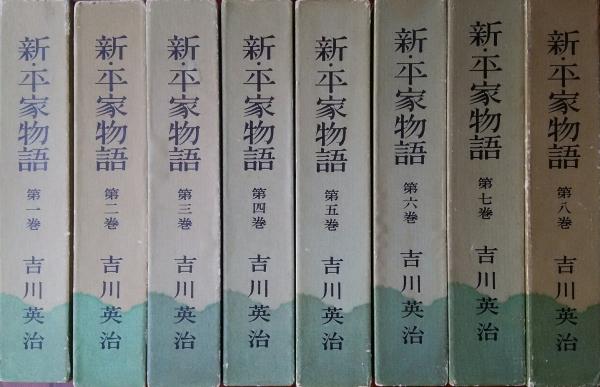 新・平家物語 第一巻 吉川英治
新・平家物語 第二巻 吉川英治
新・平家物語 第三巻 吉川英治
新・平家物語 第四巻 吉川英治
新・平家物語 第五巻 吉川英治
新・平家物語 第六巻 吉川英治
新・平家物語 第七巻 吉川英治
新・平家物語 第八巻 吉川英治